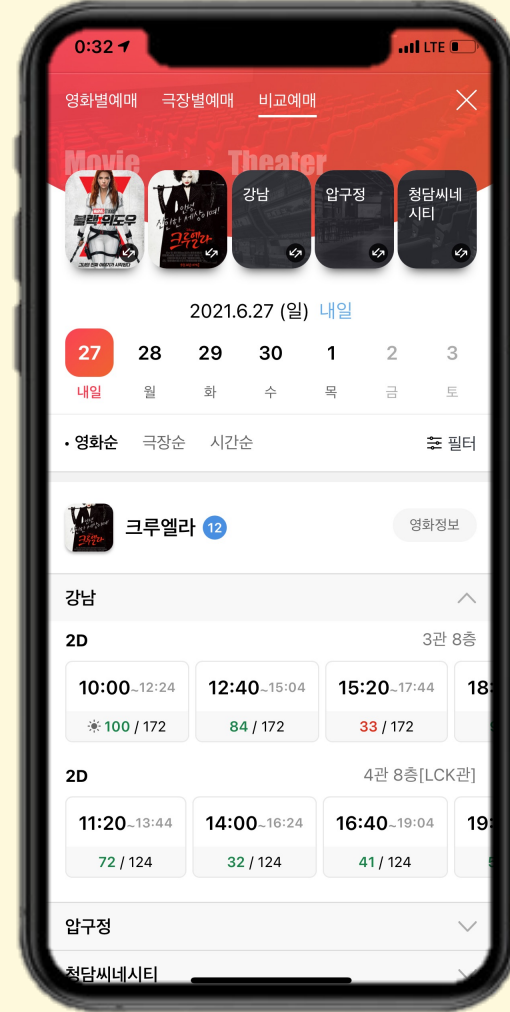 0:32 LTE
영화별예매 극장별예매 비교예매
Movie Theater
블랙 위도우
크루엘라
강남 압구정 청담씨네
시티
2021.6.27 (일) 내일
27 28 29 30 1 2 3
내일 월 화 수 목 금 토
• 영화순 극장순 시간순 필터
크루엘라 12 영화정보
강남
2D 3관 8층
10:00~12:24 12:40~15:04 15:20~17:44 18:
100 / 172 84 / 172 33 / 172
2D 4관 8층[LCK관]
11:20~13:44 14:00~16:24 16:40~19:04 19:
72 / 124 32 / 124 41 / 124
압구정
청담씨네시티